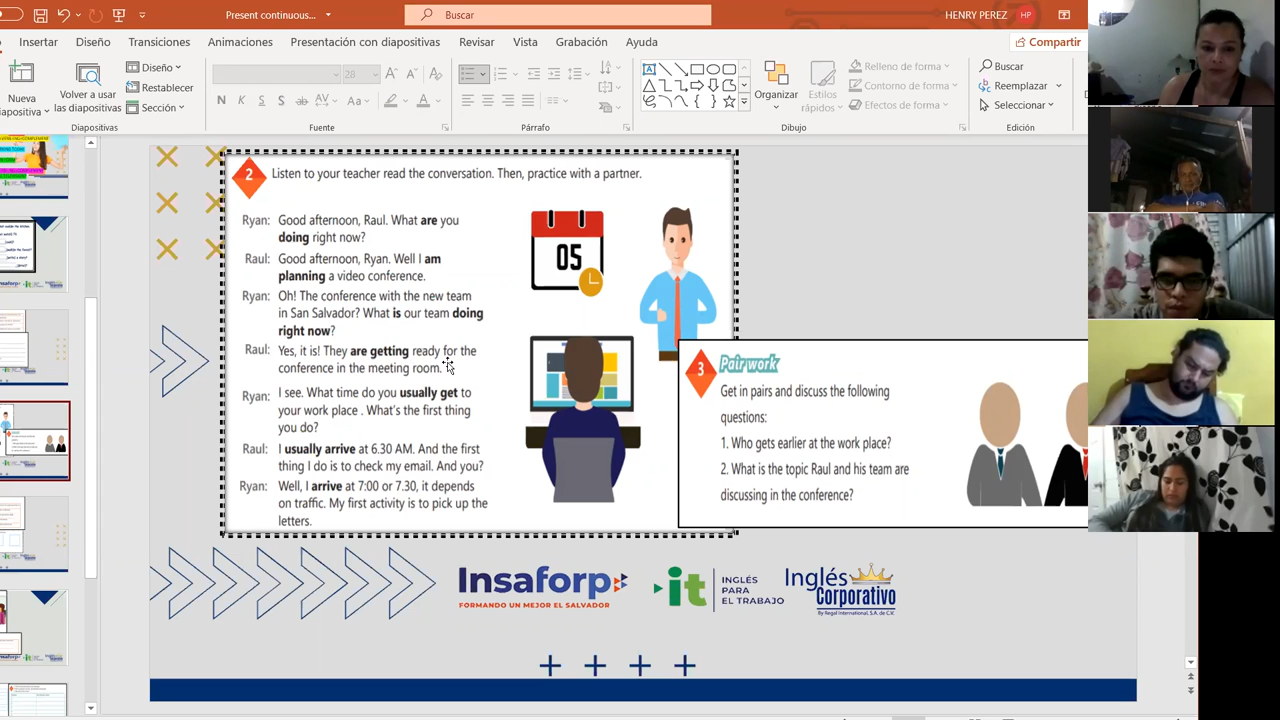 Present continuous...
Buscar
HENRY PEREZ
HP
Insertar
Diseño
Transiciones
Animaciones
Presentación con diapositivas
Revisar
Vista
Grabación
Ayuda
Compartir
Nueva
diapositiva
Volver a usar
las diapositivas
Diseño
Restablecer
Sección
Diapositivas
28
N K S ab AV Aa
Fuente
Párrafo
Organizar
Estilos
rápidos
Relleno de forma
Contorno de forma
Efectos de forma
Dibujo
Buscar
Reemplazar
Seleccionar
Edición
2
Listen to your teacher read the conversation. Then, practice with a partner.
Ryan: Good afternoon, Raul. What are you
doing right now?
Raul: Good afternoon, Ryan. Well I am
planning a video conference.
Ryan: Oh! The conference with the new team
in San Salvador? What is our team doing
right now?
Raul: Yes, it is! They are getting ready for the
conference in the meeting room.
Ryan: I see. What time do you usually get to
your work place . What's the first thing
you do?
Raul: I usually arrive at 6.30 AM. And the first
thing I do is to check my email. And you?
Ryan: Well, I arrive at 7:00 or 7.30, it depends
on traffic. My first activity is to pick up the
letters.
05
3
Pair work
Get in pairs and discuss the following
questions:
1. Who gets earlier at the work place?
2. What is the topic Raul and his team are
discussing in the conference?
Insaforp
FORMANDO UN MEJOR EL SALVADOR
it
INGLÉS
PARA
EL TRABAJO
Inglés
Corporativo
By Regal International, S.A. de C.V.